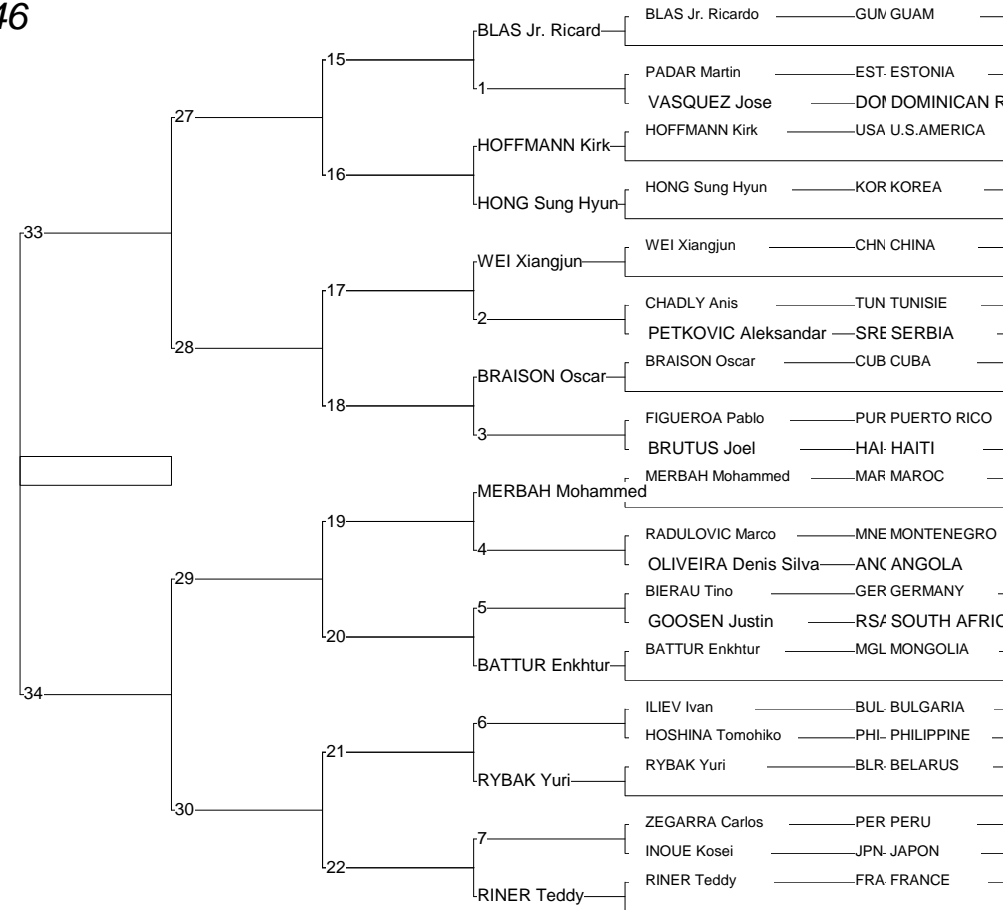 46
BLAS Jr. Ricardo GUM GUAM
BLAS Jr. Ricard
15
PADAR Martin EST ESTONIA
1
VASQUEZ Jose DOM DOMINICAN R
27
HOFFMANN Kirk USA U.S.AMERICA
HOFFMANN Kirk
16
HONG Sung Hyun KOR KOREA
HONG Sung Hyun
33
WEI Xiangjun CHN CHINA
WEI Xiangjun
17
CHADLY Anis TUN TUNISIE
2
PETKOVIC Aleksandar SRB SERBIA
28
BRAISON Oscar CUB CUBA
BRAISON Oscar
18
FIGUEROA Pablo PUR PUERTO RICO
3
BRUTUS Joel HAI HAITI
MERBAH Mohammed MAR MAROC
MERBAH Mohammed
19
RADULOVIC Marco MNE MONTENEGRO
4
OLIVEIRA Denis Silva ANG ANGOLA
29
BIERAU Tino GER GERMANY
5
GOOSEN Justin RSA SOUTH AFRIC
20
BATTUR Enkhtur MGL MONGOLIA
BATTUR Enkhtur
34
ILIEV Ivan BUL BULGARIA
6
HOSHINA Tomohiko PHI PHILIPPINE
21
RYBAK Yuri BLR BELARUS
RYBAK Yuri
30
ZEGARRA Carlos PER PERU
7
INOUE Kosei JPN JAPON
22
RINER Teddy FRA FRANCE
RINER Teddy